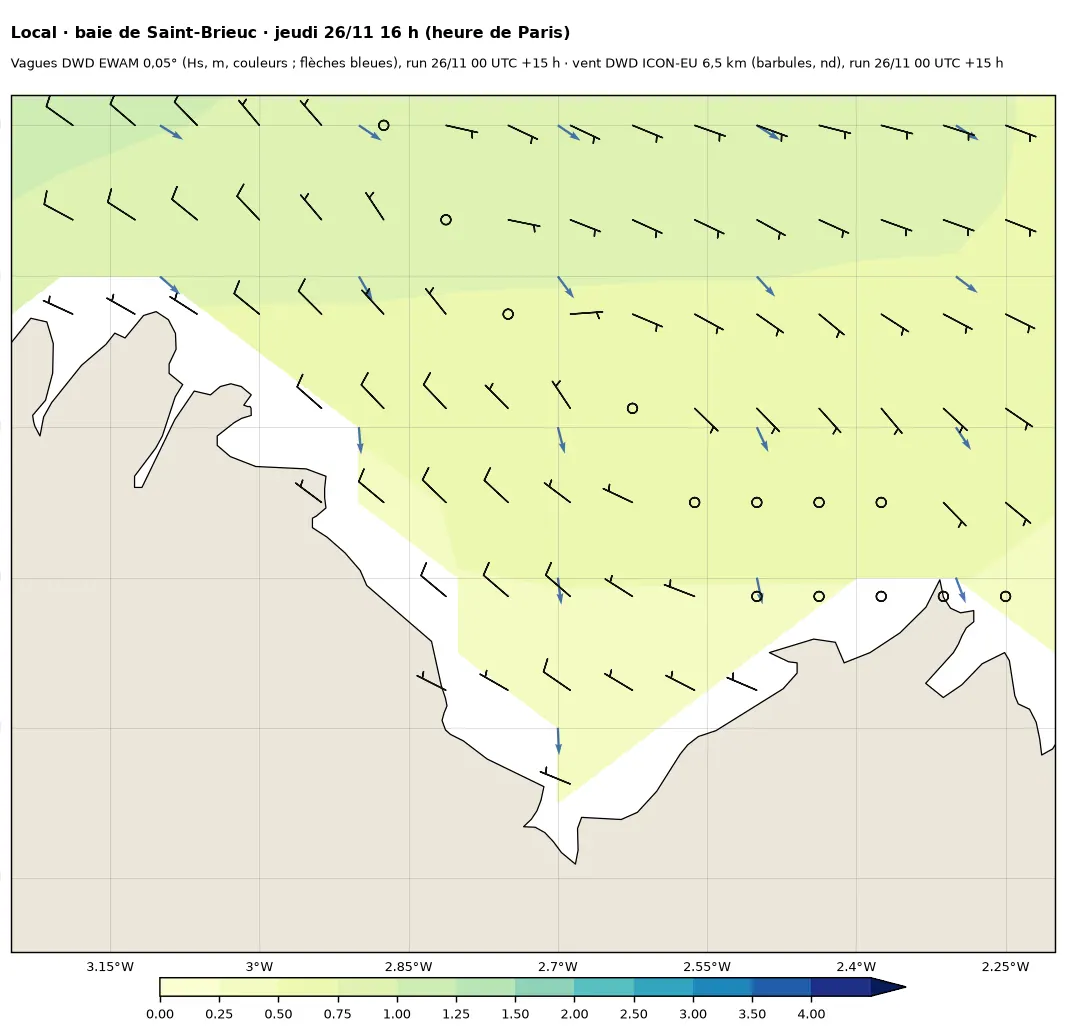 Local · baie de Saint-Brieuc · jeudi 26/11 16 h (heure de Paris)
Vagues DWD EWAM 0,05° (Hs, m, couleurs ; flèches bleues), run 26/11 00 UTC +15 h · vent DWD ICON-EU 6,5 km (barbules, nd), run 26/11 00 UTC +15 h
3.15°W 3°W 2.85°W 2.7°W 2.55°W 2.4°W 2.25°W
0.00 0.25 0.50 0.75 1.00 1.25 1.50 2.00 2.50 3.00 3.50 4.00